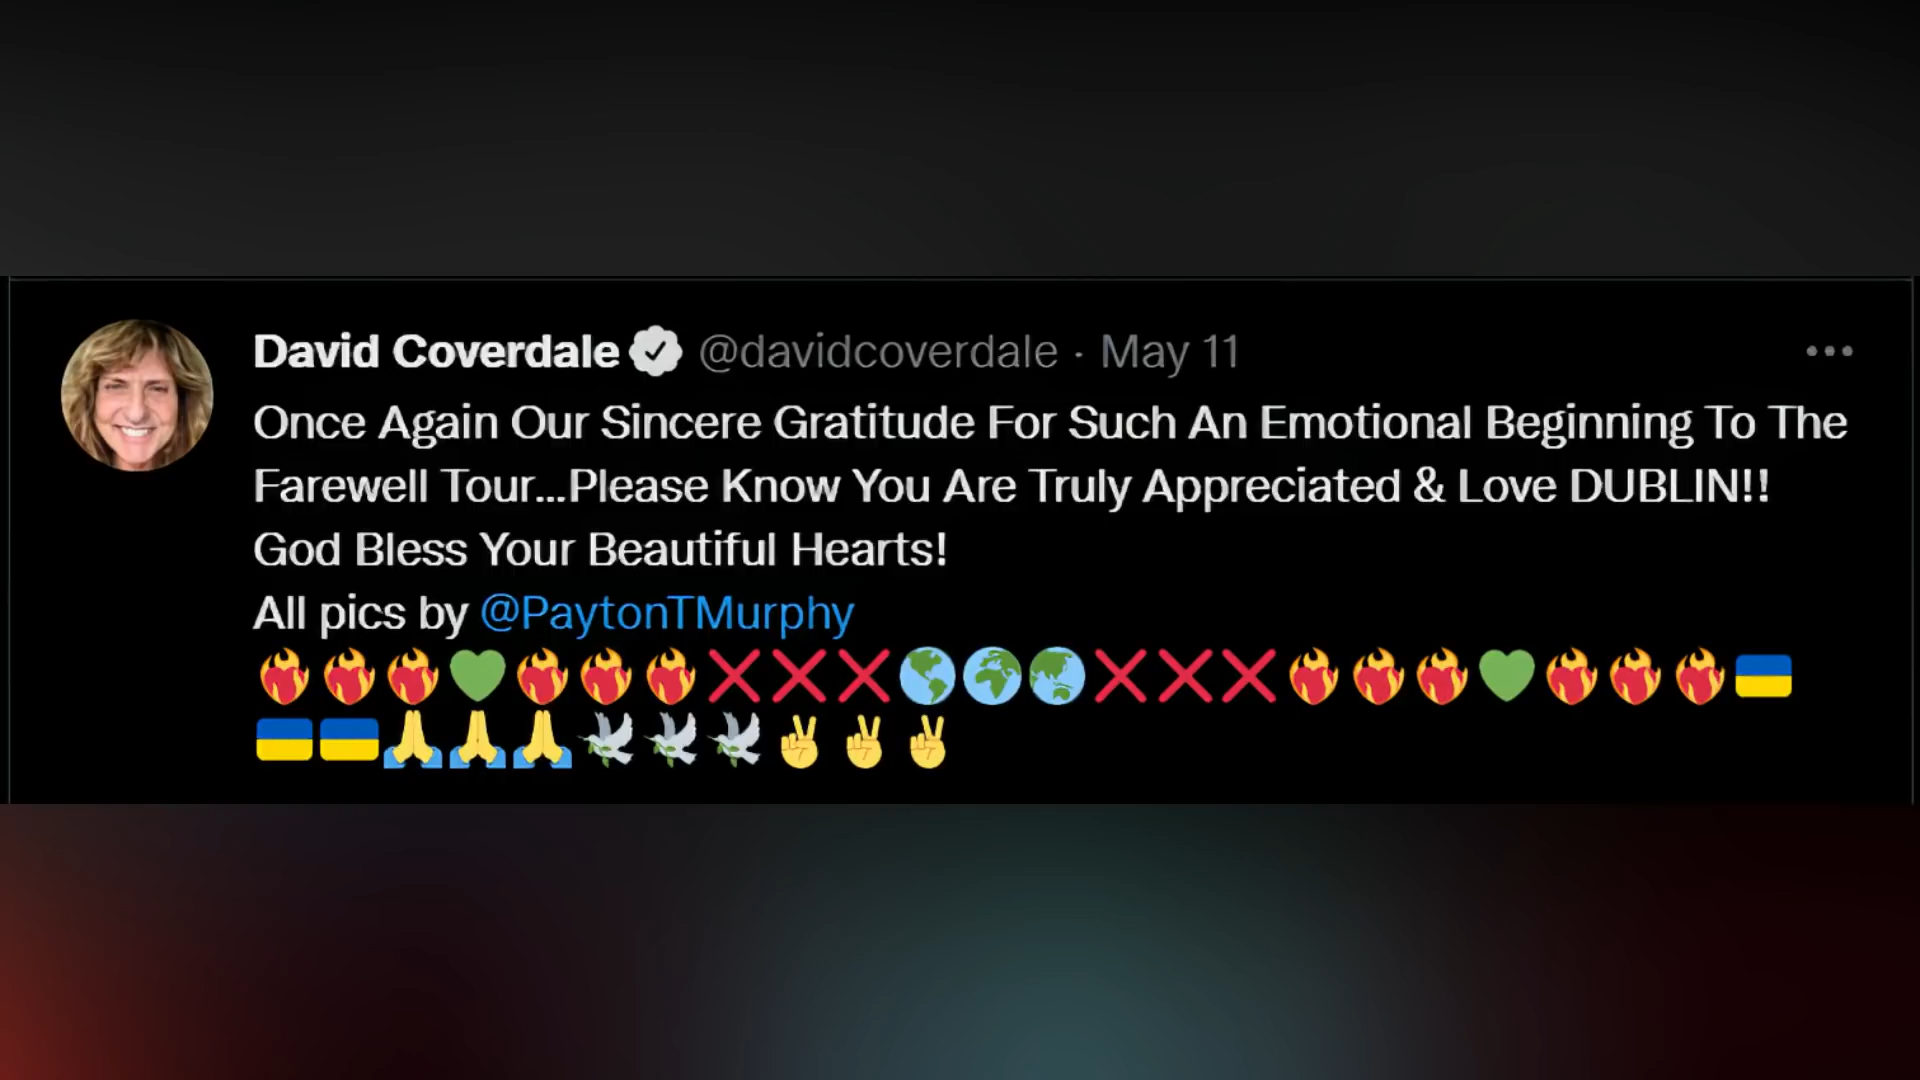 David Coverdale @davidcoverdale · May 11
Once Again Our Sincere Gratitude For Such An Emotional Beginning To The
Farewell Tour...Please Know You Are Truly Appreciated & Love DUBLIN!!
God Bless Your Beautiful Hearts!
All pics by @PaytonTMurphy
❤️‍🔥❤️‍🔥❤️‍🔥💚❤️‍🔥❤️‍🔥❤️‍🔥❌❌❌🌎🌍🌏❌❌❌❤️‍🔥❤️‍🔥❤️‍🔥💚❤️‍🔥❤️‍🔥❤️‍🔥🇺🇦
🇺🇦🇺🇦🙏🙏🙏🕊🕊🕊✌️✌️✌️